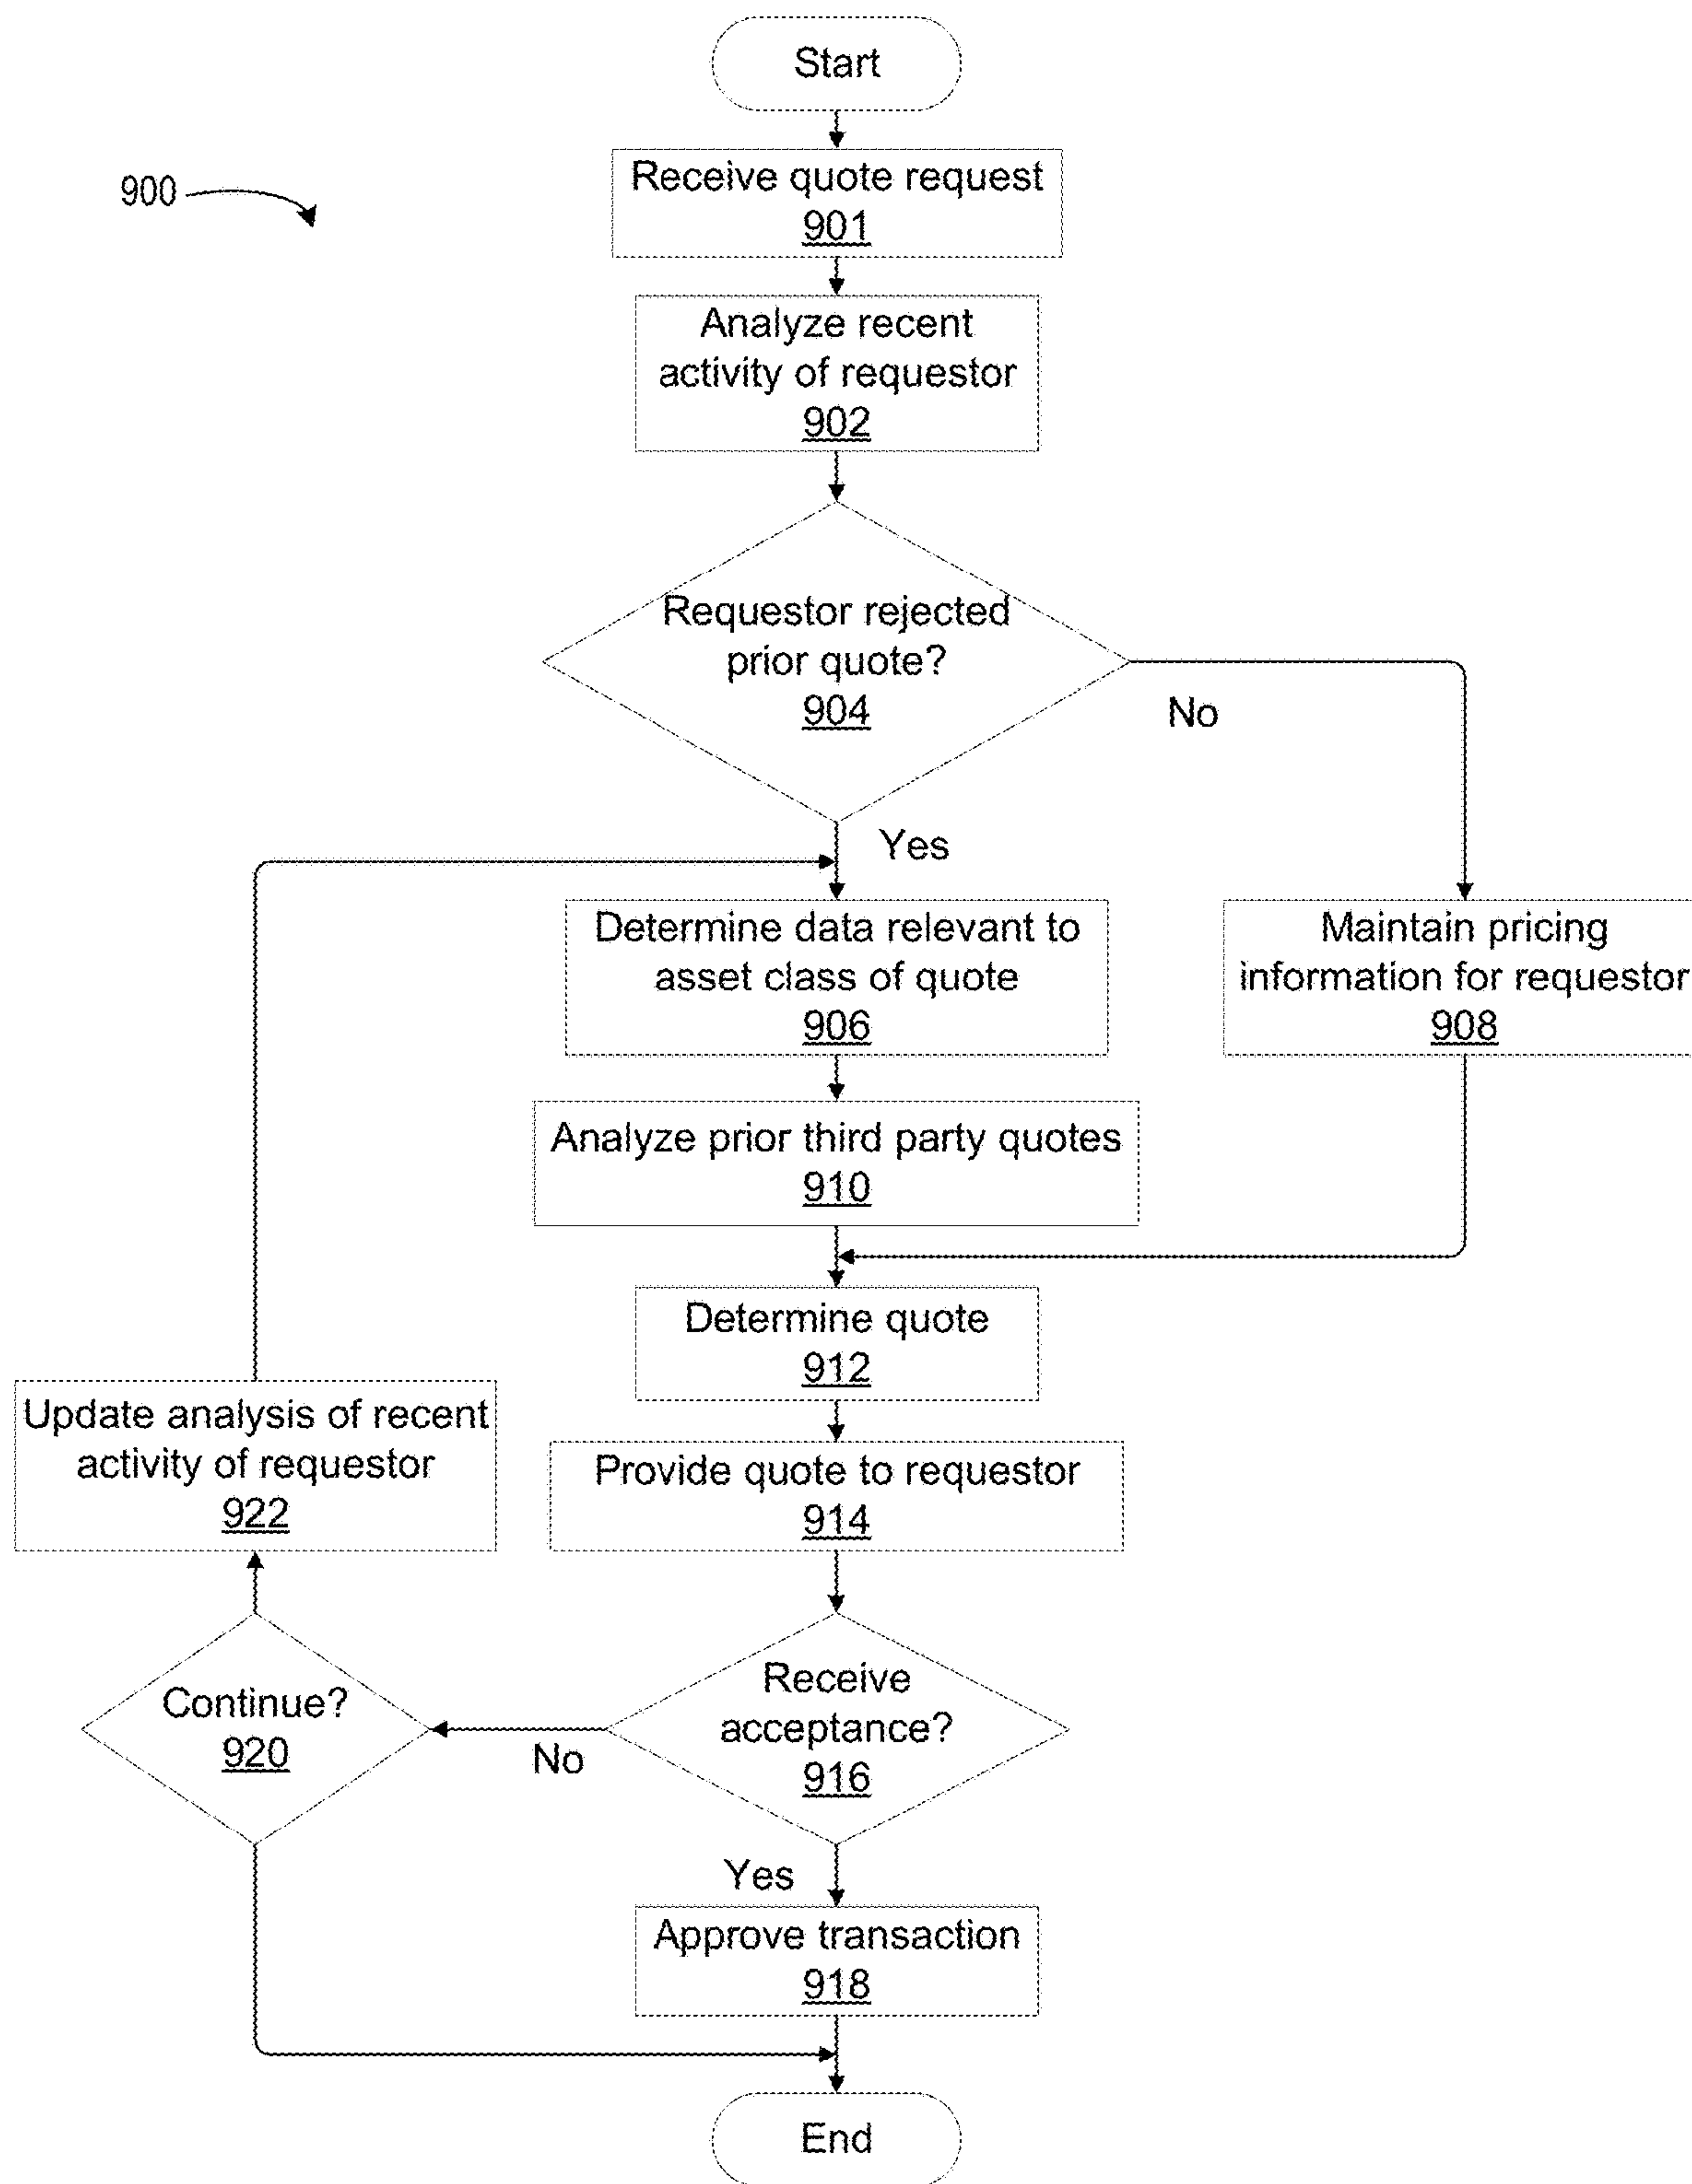 Start
900
Receive quote request
901
Analyze recent
activity of requestor
902
Requestor rejected
prior quote?
904
No
Yes
Determine data relevant to
asset class of quote
906
Maintain pricing
information for requestor
908
Analyze prior third party quotes
910
Determine quote
912
Update analysis of recent
activity of requestor
922
Provide quote to requestor
914
Receive
acceptance?
916
Continue?
920
No
Yes
Approve transaction
918
End